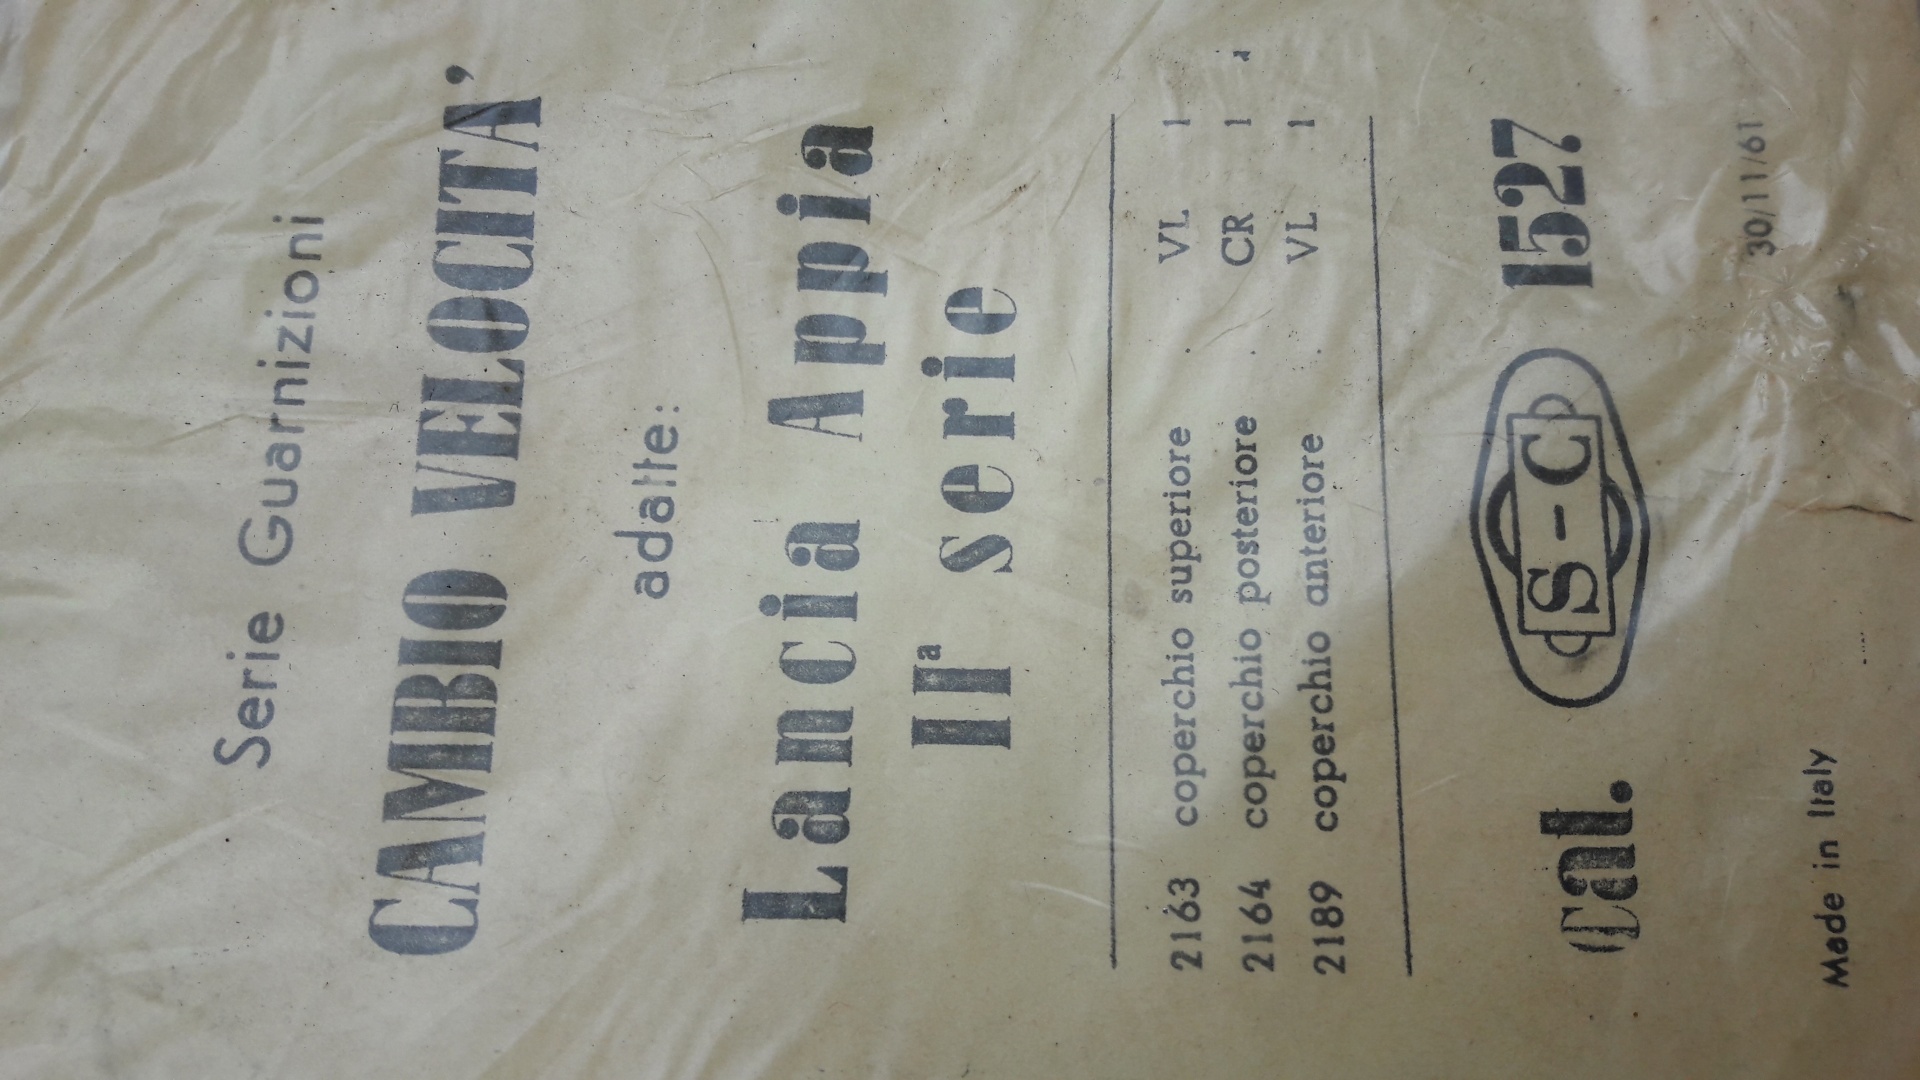 Serie Guarnizioni
CAMBIO VELOCITA'
adatte:
Lancia Appia
IIª serie
2163 coperchio superiore . VL 1
2164 coperchio posteriore . CR 1
2189 coperchio anteriore . VL 1
Cat. S-C 1527
30/11/61
Made in Italy